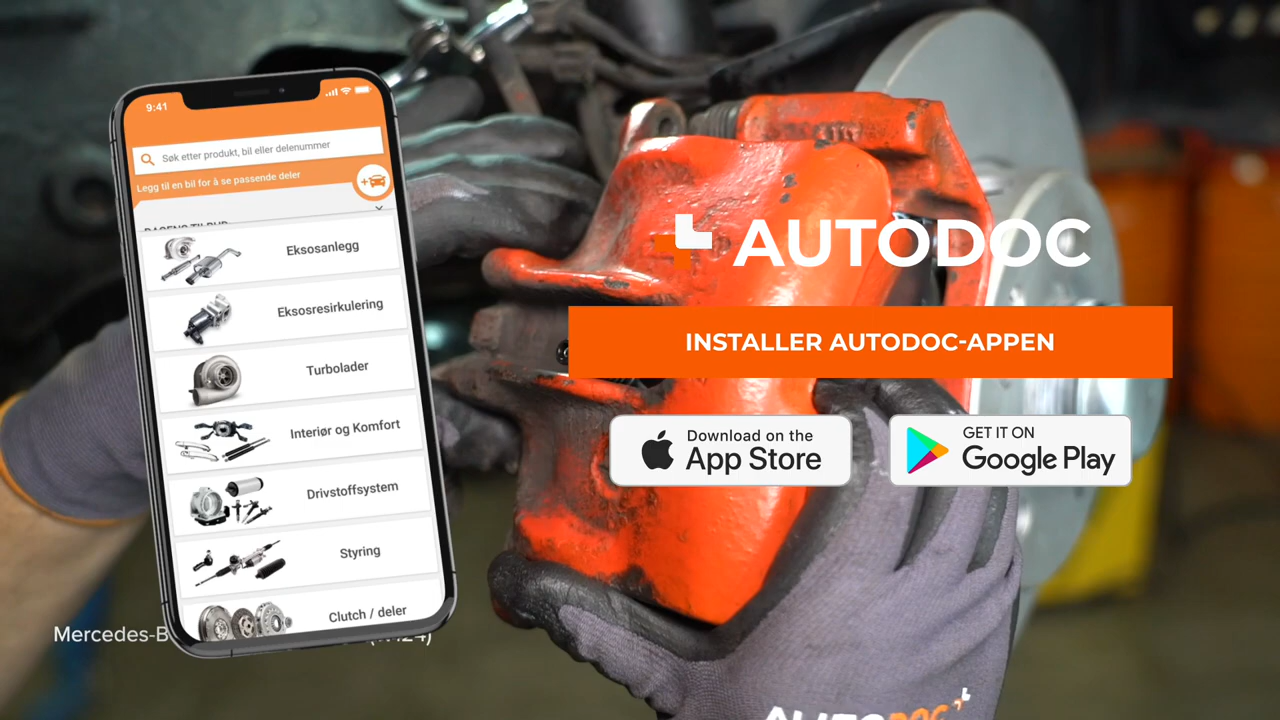 9:41
Søk etter produkt, bil eller delenummer
Legg til en bil for å se passende deler
Eksosanlegg
Eksosresirkulering
Turbolader
Interiør og Komfort
Drivstoffsystem
Styring
Clutch / deler
AUTODOC
INSTALLER AUTODOC-APPEN
Download on the
App Store
GET IT ON
Google Play
Mercedes-B
AUTODOC